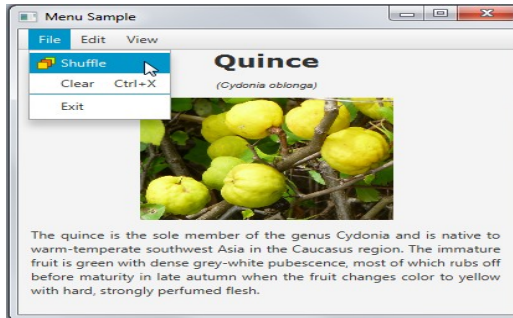 Menu Sample
File Edit View
Shuffle
Clear Ctrl+X
Exit
Quince
(Cydonia oblonga)
The quince is the sole member of the genus Cydonia and is native to
warm-temperate southwest Asia in the Caucasus region. The immature
fruit is green with dense grey-white pubescence, most of which rubs off
before maturity in late autumn when the fruit changes color to yellow
with hard, strongly perfumed flesh.